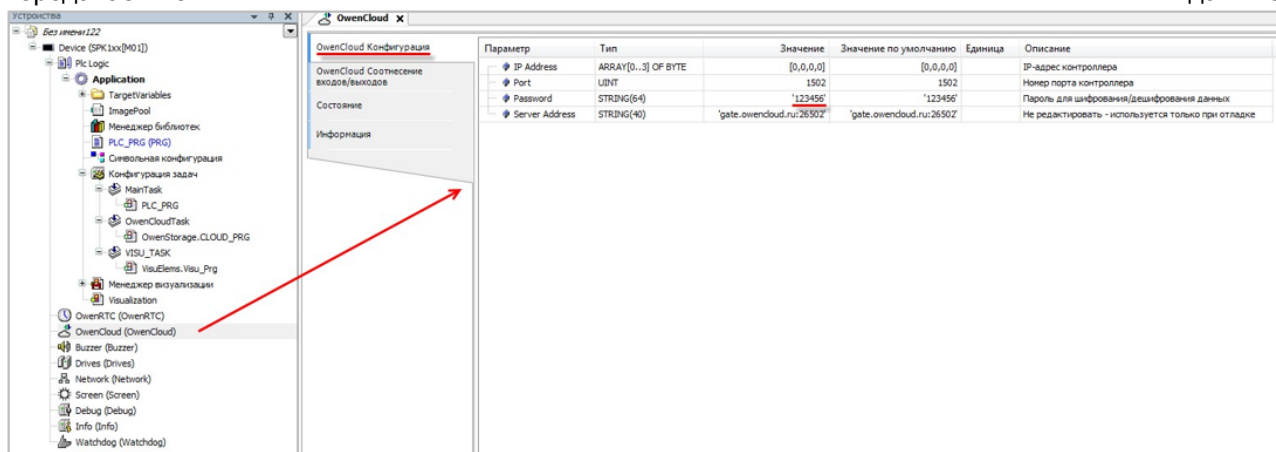 Устройства
OwenCloud
Без имени122
Device (SPK1xx[M01])
Plc Logic
Application
TargetVariables
ImagePool
Менеджер библиотек
PLC_PRG (PRG)
Символьная конфигурация
Конфигурация задач
MainTask
PLC_PRG
OwenCloudTask
OwenStorage.CLOUD_PRG
VISU_TASK
VisuElems.Visu_Prg
Менеджер визуализации
Visualization
OwenRTC (OwenRTC)
OwenCloud (OwenCloud)
Buzzer (Buzzer)
Drives (Drives)
Network (Network)
Screen (Screen)
Debug (Debug)
Info (Info)
Watchdog (Watchdog)
OwenCloud Конфигурация
OwenCloud Соотнесение
входов/выходов
Состояние
Информация
Параметр Тип Значение Значение по умолчанию Единица Описание
IP Address ARRAY[0..3] OF BYTE [0,0,0,0] [0,0,0,0] IP-адрес контроллера
Port UINT 1502 1502 Номер порта контроллера
Password STRING(64) '123456' '123456' Пароль для шифрования/дешифрования данных
Server Address STRING(40) 'gate.owencloud.ru:26502' 'gate.owencloud.ru:26502' Не редактировать - используется только при отладке